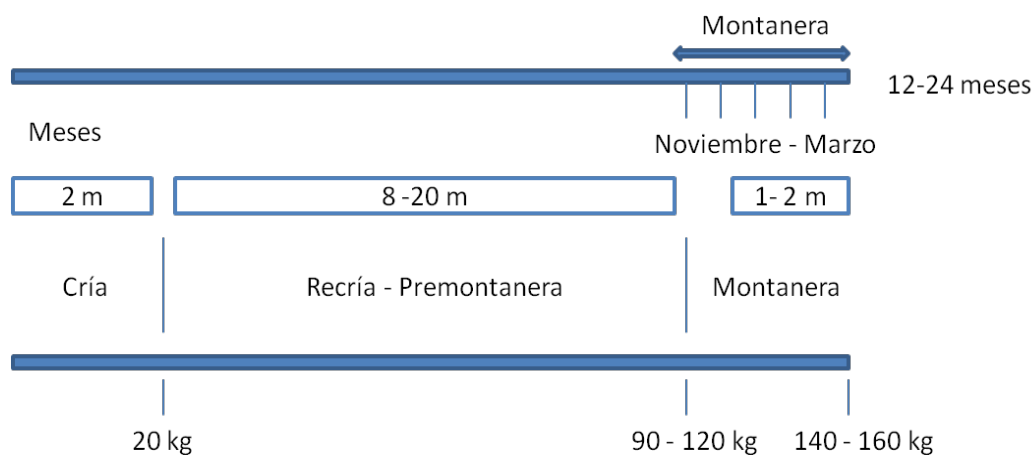 Montanera
12-24 meses
Meses
Noviembre - Marzo
2 m
8 -20 m
1- 2 m
Cría
Recría - Premontanera
Montanera
20 kg
90 - 120 kg
140 - 160 kg